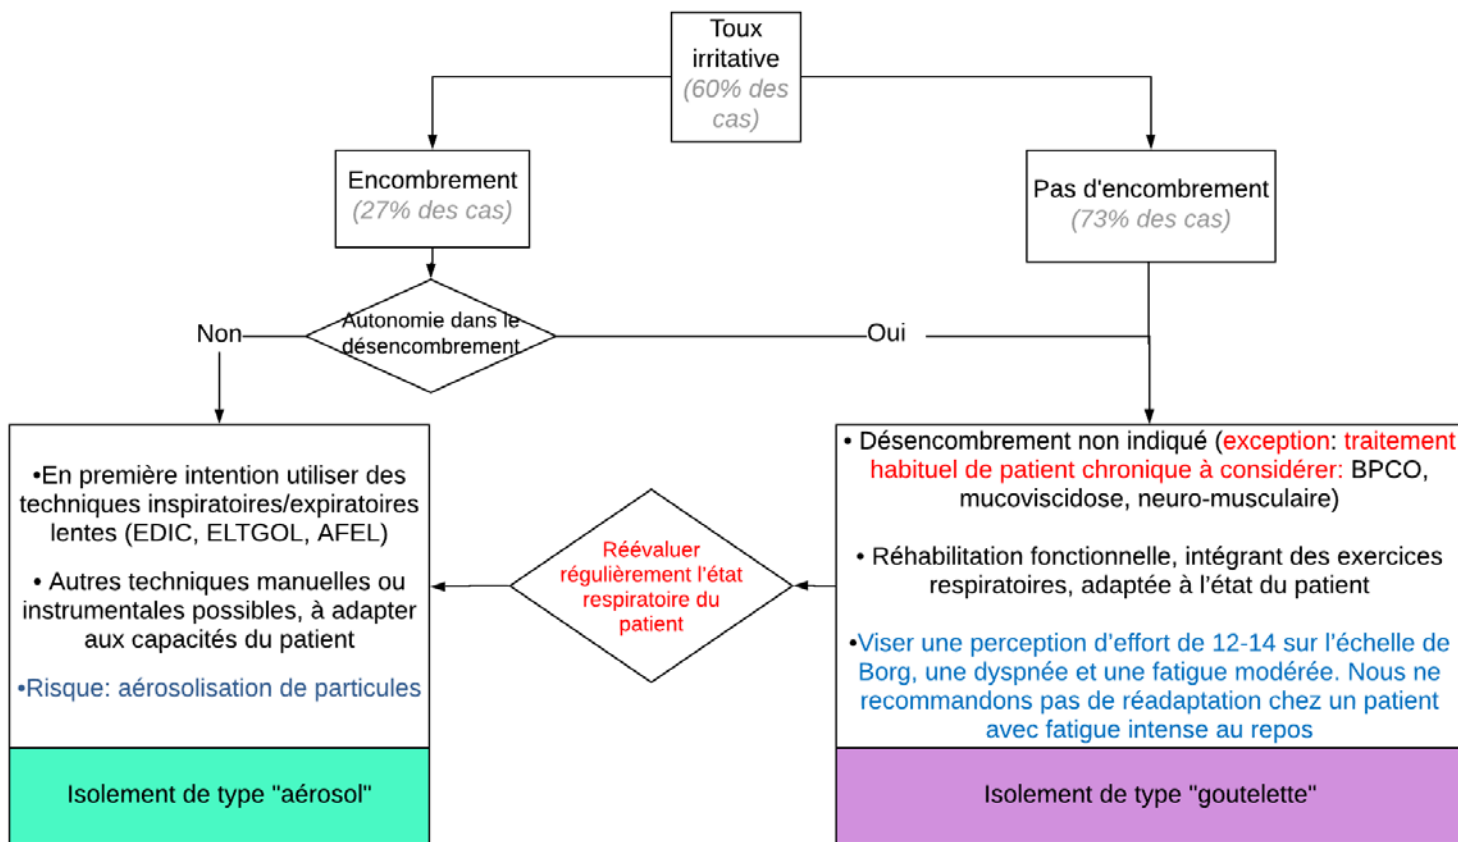 Toux
irritative
(60% des
cas)
Encombrement
(27% des cas)
Pas d'encombrement
(73% des cas)
Autonomie dans le
désencombrement
Non
Oui
•En première intention utiliser des
techniques inspiratoires/expiratoires
lentes (EDIC, ELTGOL, AFEL)
• Autres techniques manuelles ou
instrumentales possibles, à adapter
aux capacités du patient
•Risque: aérosolisation de particules
Isolement de type "aérosol"
Réévaluer
régulièrement l'état
respiratoire du
patient
• Désencombrement non indiqué (exception: traitement
habituel de patient chronique à considérer: BPCO,
mucoviscidose, neuro-musculaire)
• Réhabilitation fonctionnelle, intégrant des exercices
respiratoires, adaptée à l'état du patient
•Viser une perception d'effort de 12-14 sur l'échelle de
Borg, une dyspnée et une fatigue modérée. Nous ne
recommandons pas de réadaptation chez un patient
avec fatigue intense au repos
Isolement de type "goutelette"